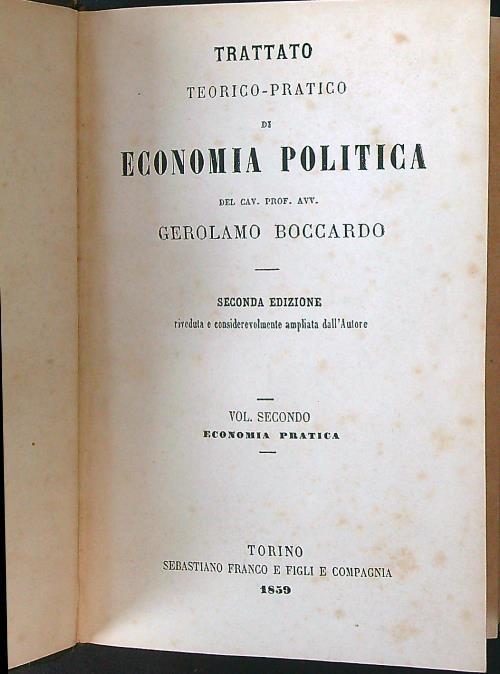 TRATTATO
TEORICO-PRATICO
DI
ECONOMIA POLITICA
DEL CAV. PROF. AVV.
GEROLAMO BOCCARDO
SECONDA EDIZIONE
riveduta e considerevolmente ampliata dall'Autore
VOL. SECONDO
ECONOMIA PRATICA
TORINO
SEBASTIANO FRANCO E FIGLI E COMPAGNIA
1859